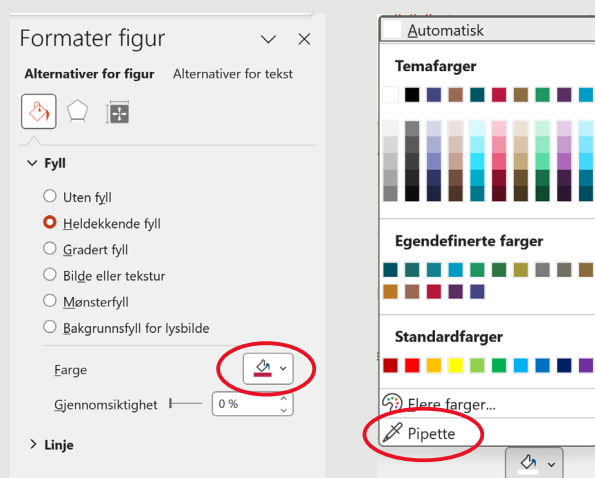 Formater figur
Alternativer for figur
Alternativer for tekst
Fyll
Uten fyll
Heldekkende fyll
Gradert fyll
Bilde eller tekstur
Mønsterfyll
Bakgrunnsfyll for lysbilde
Farge
Gjennomsiktighet
0 %
Linje
Automatisk
Temafarger
Egendefinerte farger
Standardfarger
Flere farger...
Pipette